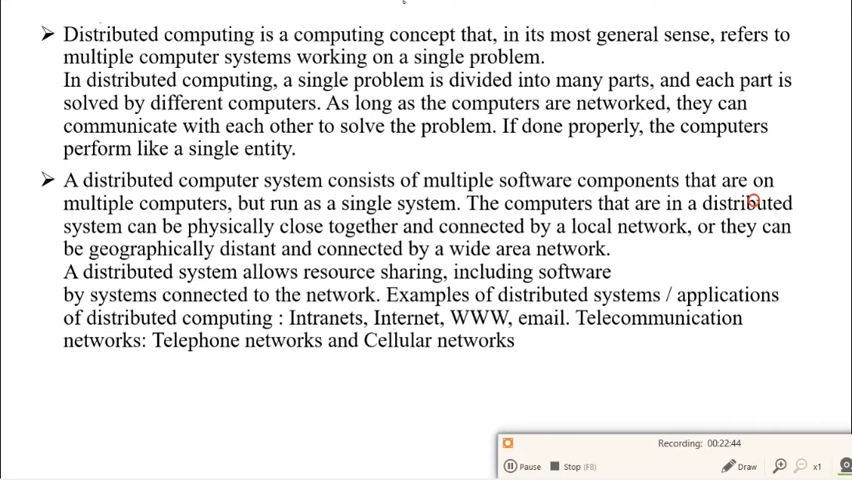 ➢ Distributed computing is a computing concept that, in its most general sense, refers to
multiple computer systems working on a single problem.
In distributed computing, a single problem is divided into many parts, and each part is
solved by different computers. As long as the computers are networked, they can
communicate with each other to solve the problem. If done properly, the computers
perform like a single entity.
➢ A distributed computer system consists of multiple software components that are on
multiple computers, but run as a single system. The computers that are in a distributed
system can be physically close together and connected by a local network, or they can
be geographically distant and connected by a wide area network.
A distributed system allows resource sharing, including software
by systems connected to the network. Examples of distributed systems / applications
of distributed computing : Intranets, Internet, WWW, email. Telecommunication
networks: Telephone networks and Cellular networks
Recording: 00:22:44
Pause Stop (F8) Draw x1